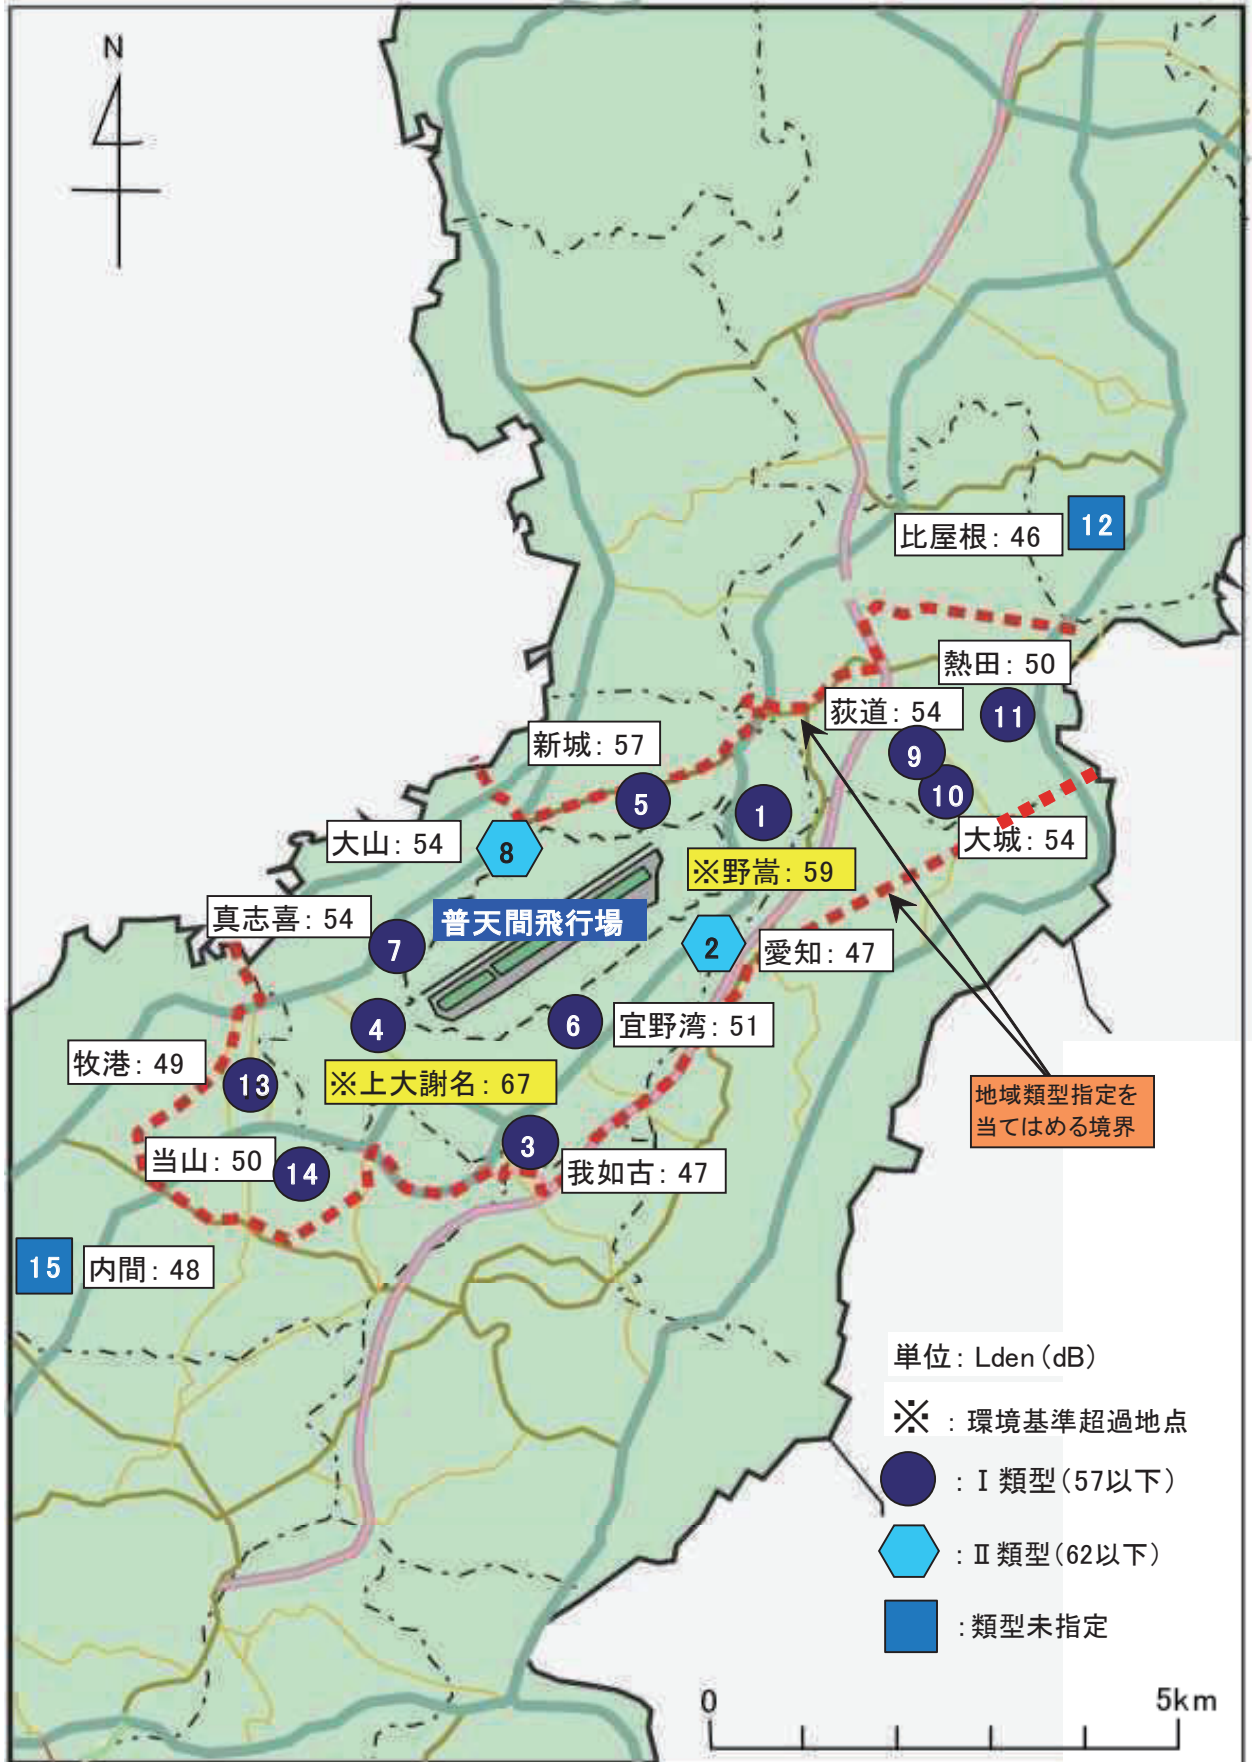 N
比屋根：46
12
熱田：50
荻道：54
11
新城：57
9
5
10
1
大山：54
8
大城：54
※野嵩：59
真志喜：54
普天間飛行場
7
2
愛知：47
4
6
宜野湾：51
牧港：49
13
※上大謝名：67
地域類型指定を
当てはめる境界
3
当山：50
14
我如古：47
15
内間：48
単位：Lden（dB）
※：環境基準超過地点
：Ⅰ類型（57以下）
：Ⅱ類型（62以下）
：類型未指定
0
5km